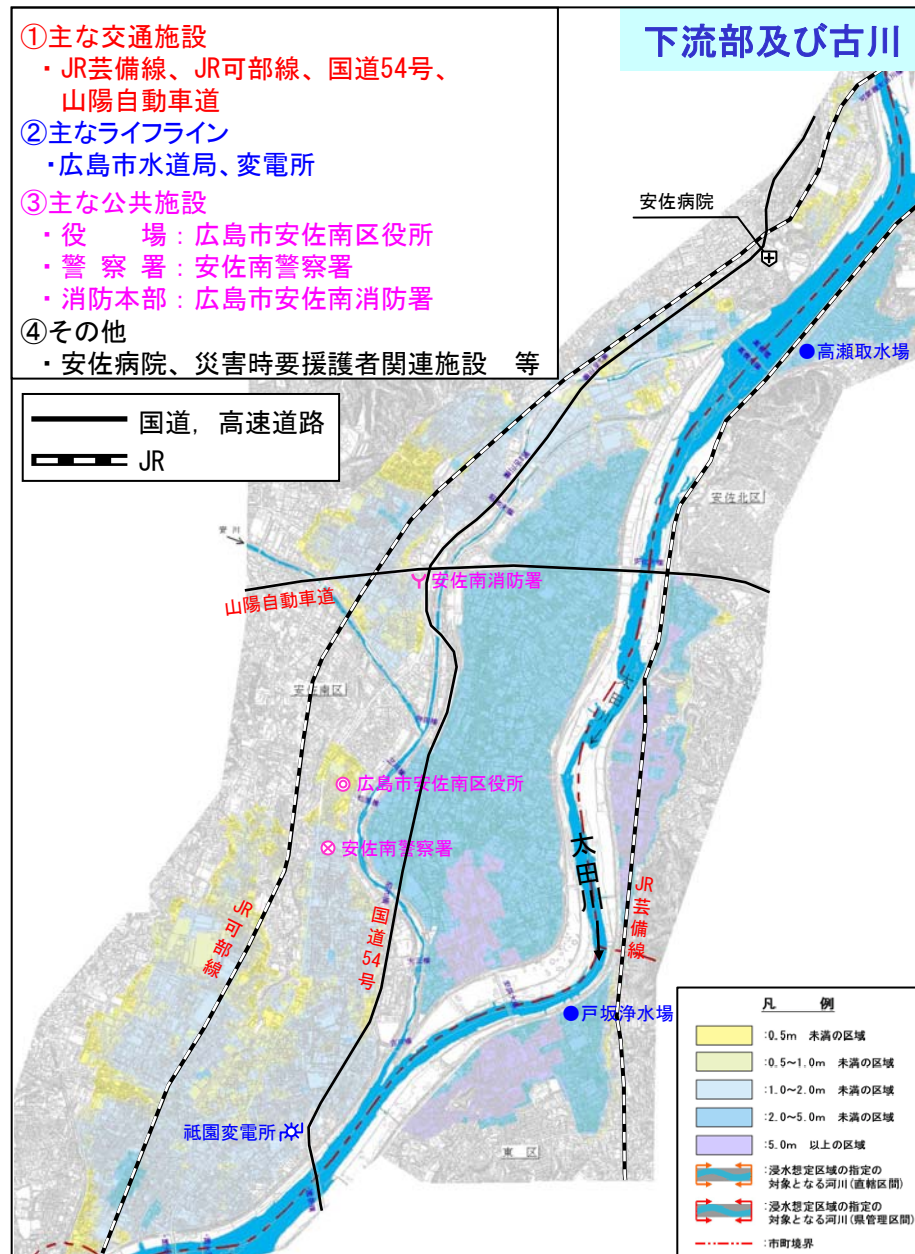 下流部及び古川
①主な交通施設
・JR芸備線、JR可部線、国道54号、
山陽自動車道
②主なライフライン
・広島市水道局、変電所
③主な公共施設
・役　　場：広島市安佐南区役所
・警 察 署：安佐南警察署
・消防本部：広島市安佐南消防署
④その他
・安佐病院、災害時要援護者関連施設　等
国道，高速道路
JR
安佐病院
高瀬取水場
安佐北区
安川
安佐南消防署
山陽自動車道
安佐南区
太田川
広島市安佐南区役所
安佐南警察署
太田川
JR芸備線
JR可部線
国道54号
戸坂浄水場
祇園変電所
東 区
凡　例
:0.5m 未満の区域
:0.5～1.0m 未満の区域
:1.0～2.0m 未満の区域
:2.0～5.0m 未満の区域
:5.0m 以上の区域
:浸水想定区域の指定の
対象となる河川(直轄区間)
:浸水想定区域の指定の
対象となる河川(県管理区間)
:市町境界